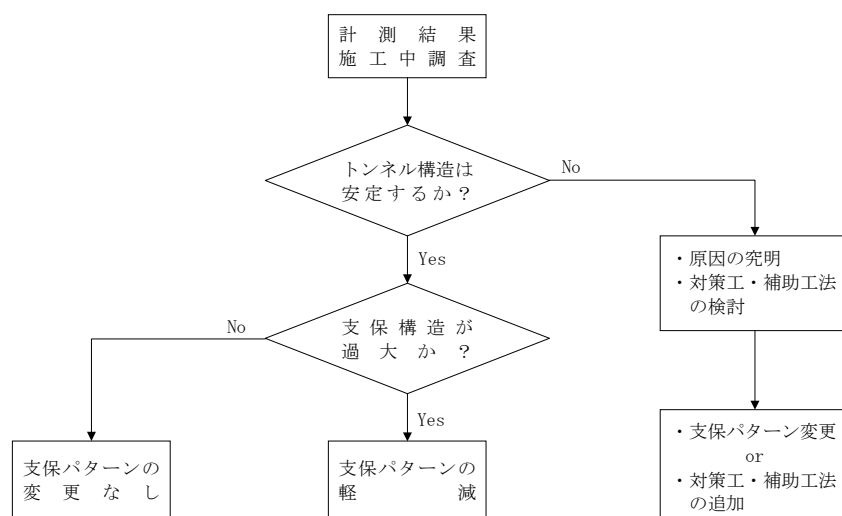 計測結果
施工中調査
トンネル構造は
安定するか？
No
Yes
・原因の究明
・対策工・補助工法
の検討
支保構造が
過大か？
No
Yes
支保パターンの
変更なし
支保パターンの
軽減
・支保パターン変更
or
・対策工・補助工法
の追加